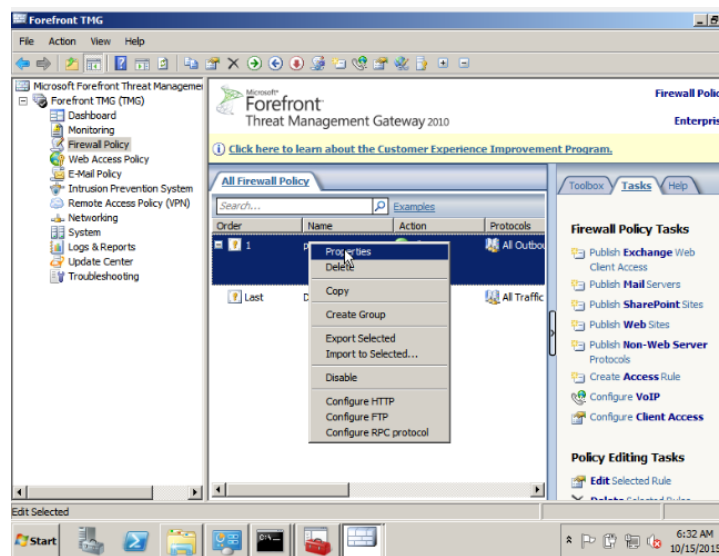 Forefront TMG
File Action View Help
Microsoft Forefront Threat Managemer
Forefront TMG (TMG)
Dashboard
Monitoring
Firewall Policy
Web Access Policy
E-Mail Policy
Intrusion Prevention System
Remote Access Policy (VPN)
Networking
System
Logs & Reports
Update Center
Troubleshooting
Microsoft
Forefront
Threat Management Gateway 2010
Firewall Polic
Enterpris
Click here to learn about the Customer Experience Improvement Program.
All Firewall Policy
Search...
Examples
Order Name Action Protocols
1 p All Outbou
Last D All Traffic
Properties
Delete
Copy
Create Group
Export Selected
Import to Selected...
Disable
Configure HTTP
Configure FTP
Configure RPC protocol
Toolbox Tasks Help
Firewall Policy Tasks
Publish Exchange Web
Client Access
Publish Mail Servers
Publish SharePoint Sites
Publish Web Sites
Publish Non-Web Server
Protocols
Create Access Rule
Configure VoIP
Configure Client Access
Policy Editing Tasks
Edit Selected Rule
Delete Selected Rules
Edit Selected
Start
6:32 AM
10/15/2015